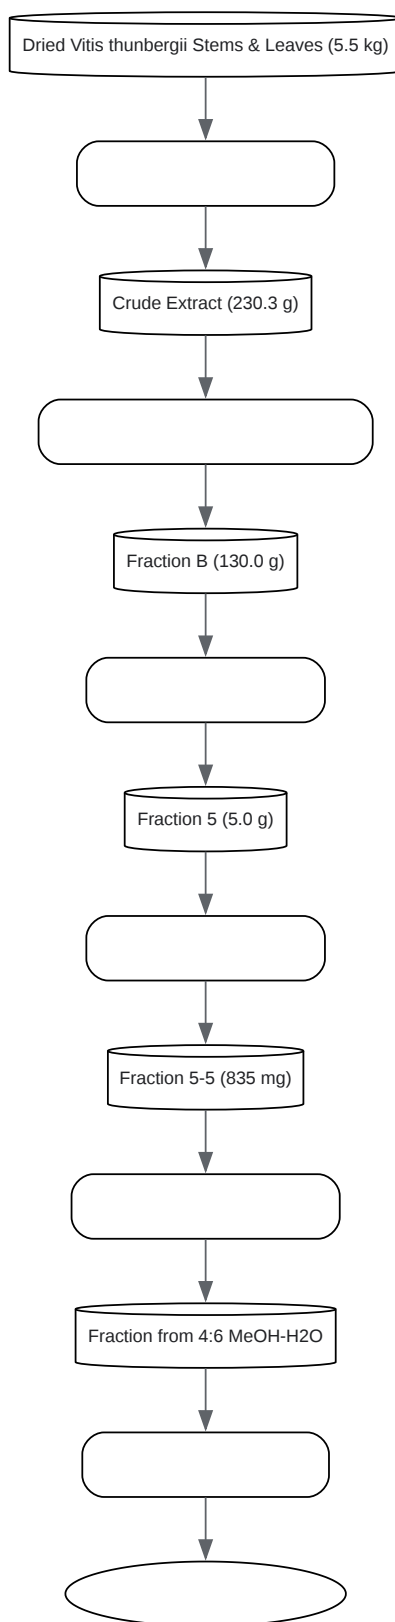 Dried Vitis thunbergii Stems & Leaves (5.5 kg)
Crude Extract (230.3 g)
Fraction B (130.0 g)
Fraction 5 (5.0 g)
Fraction 5-5 (835 mg)
Fraction from 4:6 MeOH-H2O